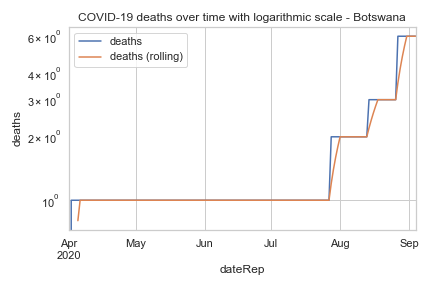 COVID-19 deaths over time with logarithmic scale - Botswana
deaths
deaths (rolling)
6 × 10⁰
4 × 10⁰
3 × 10⁰
2 × 10⁰
10⁰
deaths
Apr
2020
May
Jun
Jul
Aug
Sep
dateRep